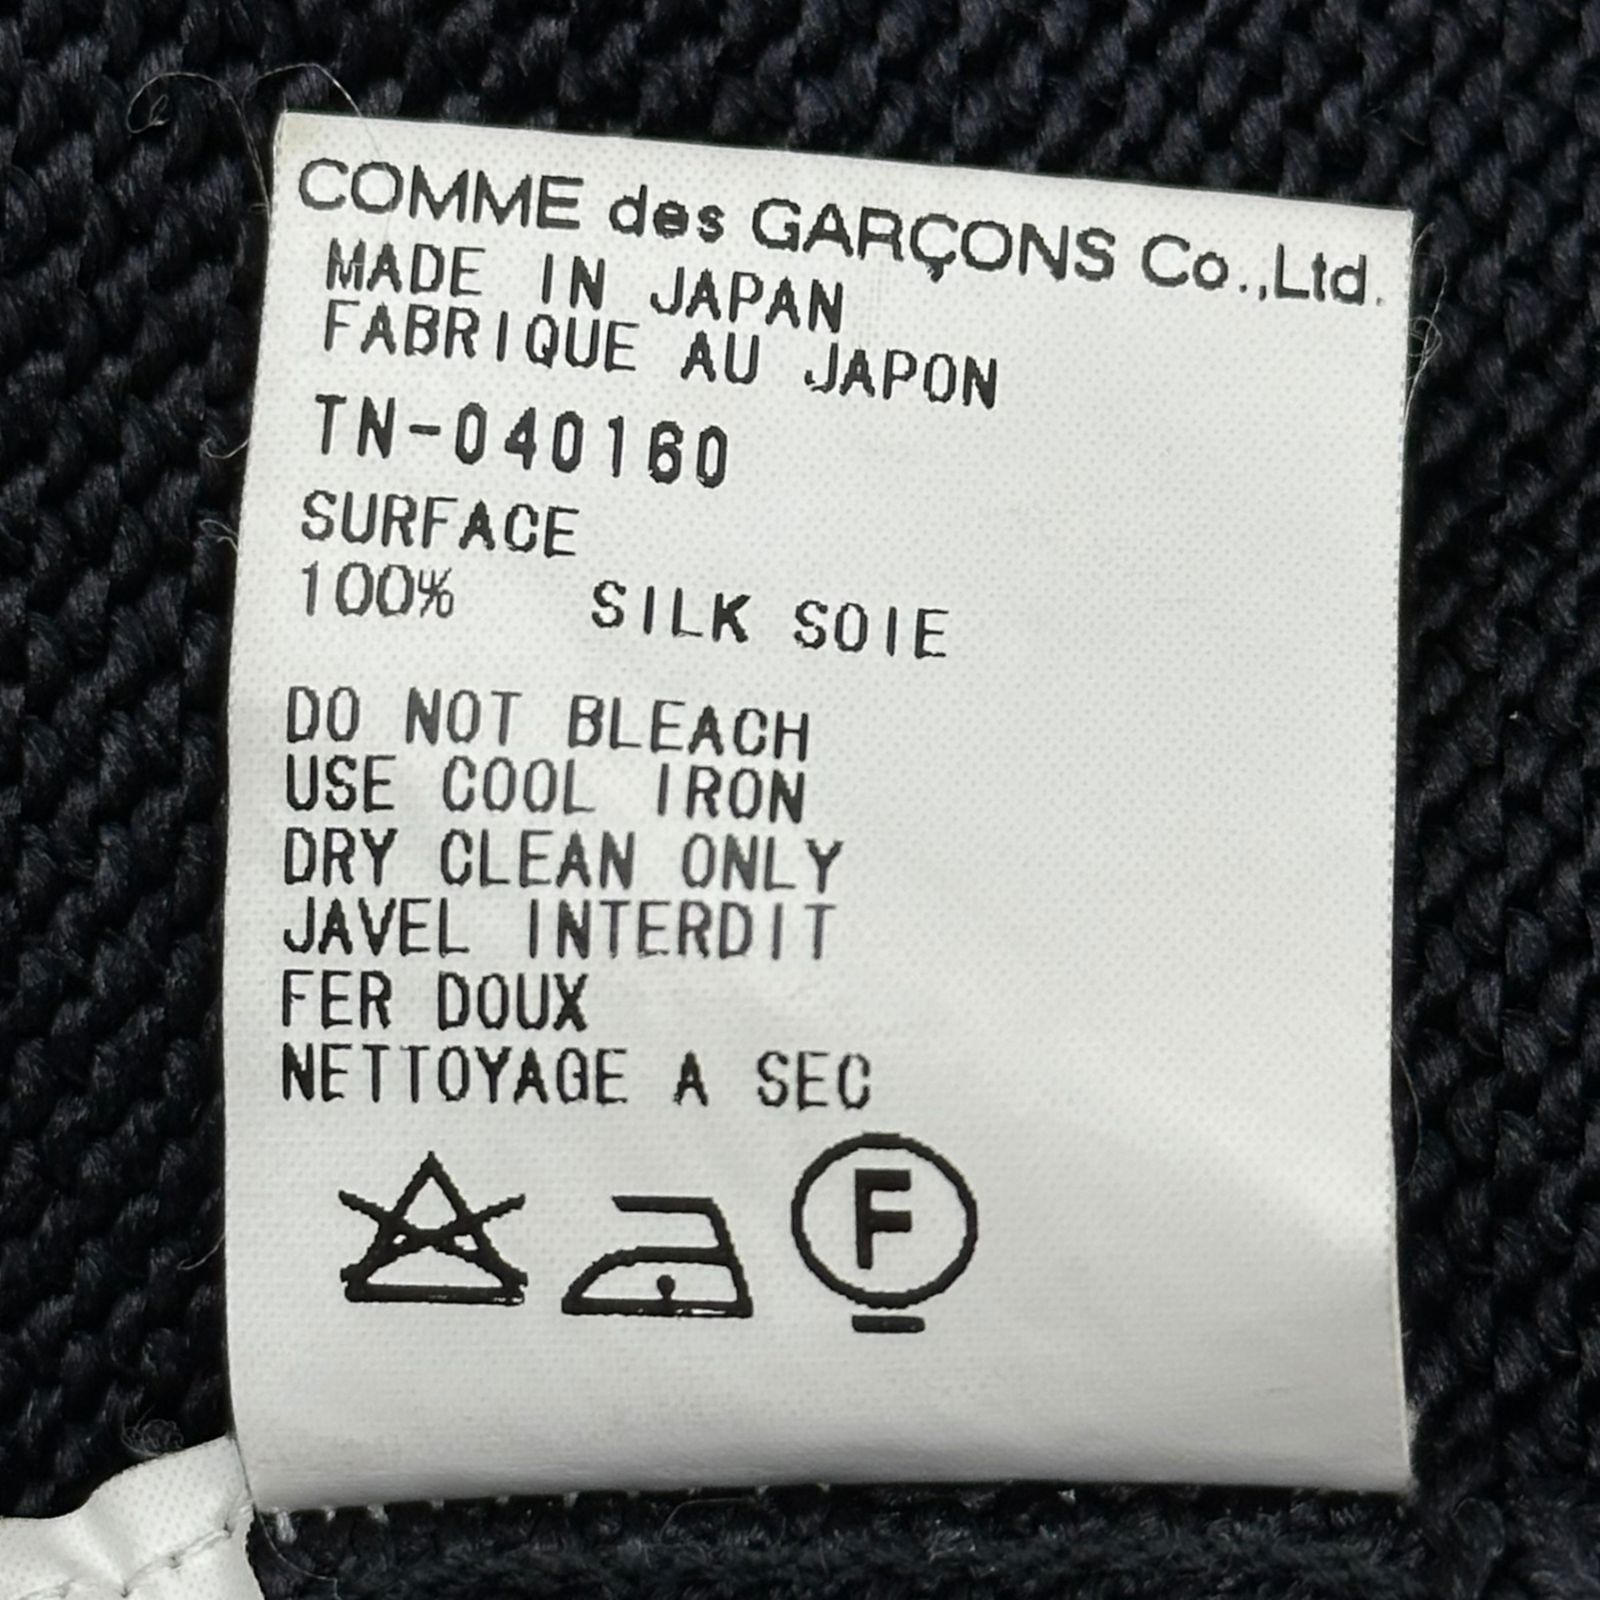 COMME des GARÇONS Co.,Ltd.
MADE IN JAPAN
FABRIQUE AU JAPON
TN-040160
SURFACE
100% SILK SOIE
DO NOT BLEACH
USE COOL IRON
DRY CLEAN ONLY
JAVEL INTERDIT
FER DOUX
NETTOYAGE A SEC
F